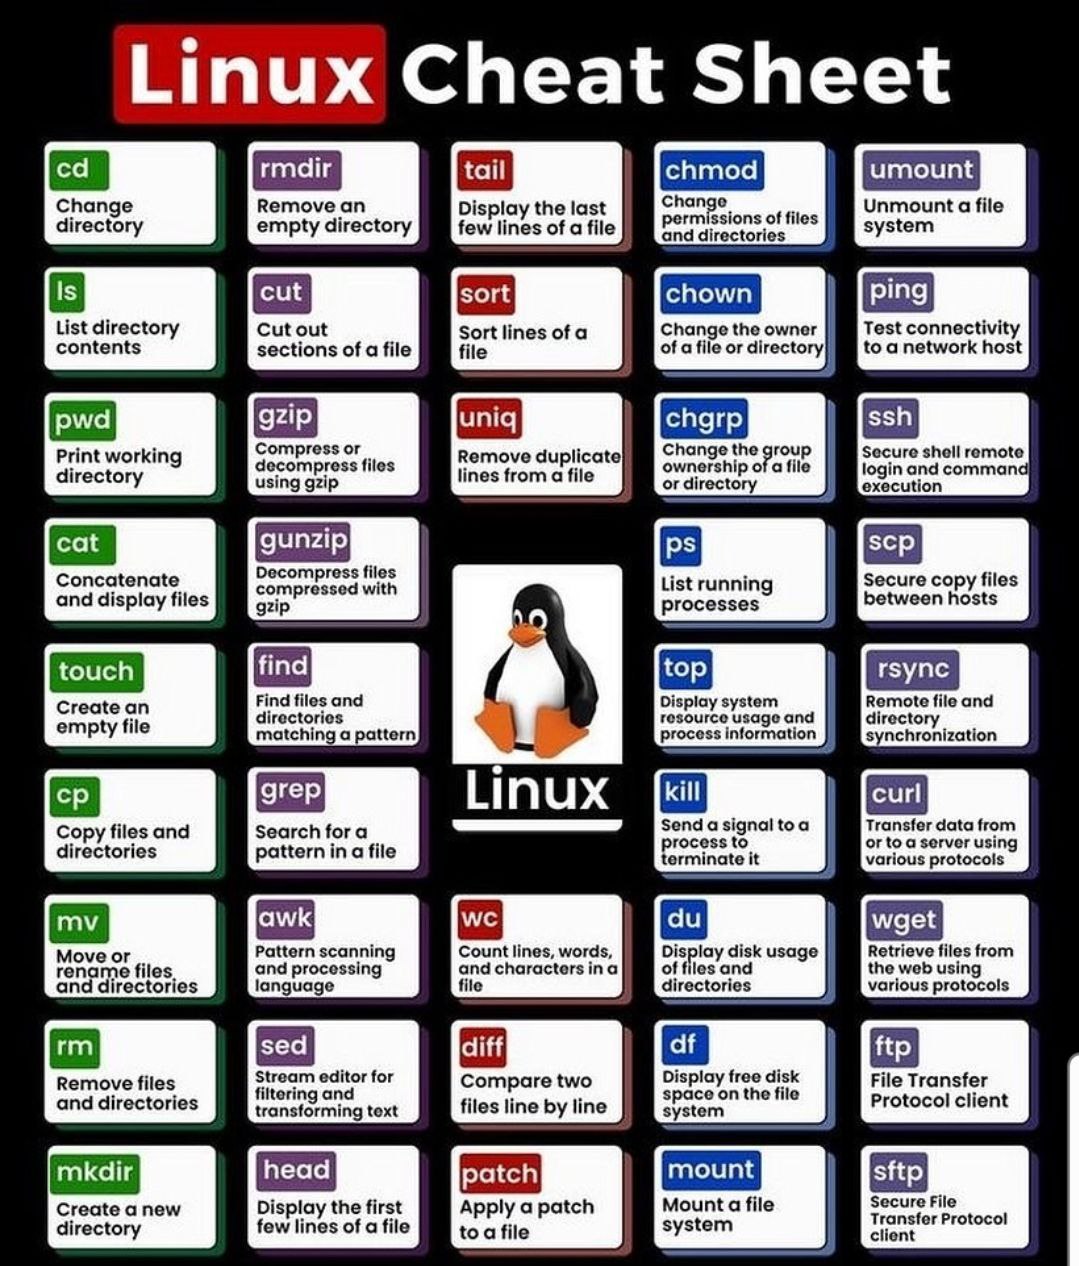 Linux Cheat Sheet
cd
Change
directory
ls
List directory
contents
pwd
Print working
directory
cat
Concatenate
and display files
touch
Create an
empty file
cp
Copy files and
directories
mv
Move or
rename files
and directories
rm
Remove files
and directories
mkdir
Create a new
directory
rmdir
Remove an
empty directory
cut
Cut out
sections of a file
gzip
Compress or
decompress files
using gzip
gunzip
Decompress files
compressed with
gzip
find
Find files and
directories
matching a pattern
grep
Search for a
pattern in a file
awk
Pattern scanning
and processing
language
sed
Stream editor for
filtering and
transforming text
head
Display the first
few lines of a file
tail
Display the last
few lines of a file
sort
Sort lines of a
file
uniq
Remove duplicate
lines from a file
Linux
wc
Count lines, words,
and characters in a
file
diff
Compare two
files line by line
patch
Apply a patch
to a file
chmod
Change
permissions of files
and directories
chown
Change the owner
of a file or directory
chgrp
Change the group
ownership of a file
or directory
ps
List running
processes
top
Display system
resource usage and
process information
kill
Send a signal to a
process to
terminate it
du
Display disk usage
of files and
directories
df
Display free disk
space on the file
system
mount
Mount a file
system
umount
Unmount a file
system
ping
Test connectivity
to a network host
ssh
Secure shell remote
login and command
execution
scp
Secure copy files
between hosts
rsync
Remote file and
directory
synchronization
curl
Transfer data from
or to a server using
various protocols
wget
Retrieve files from
the web using
various protocols
ftp
File Transfer
Protocol client
sftp
Secure File
Transfer Protocol
client